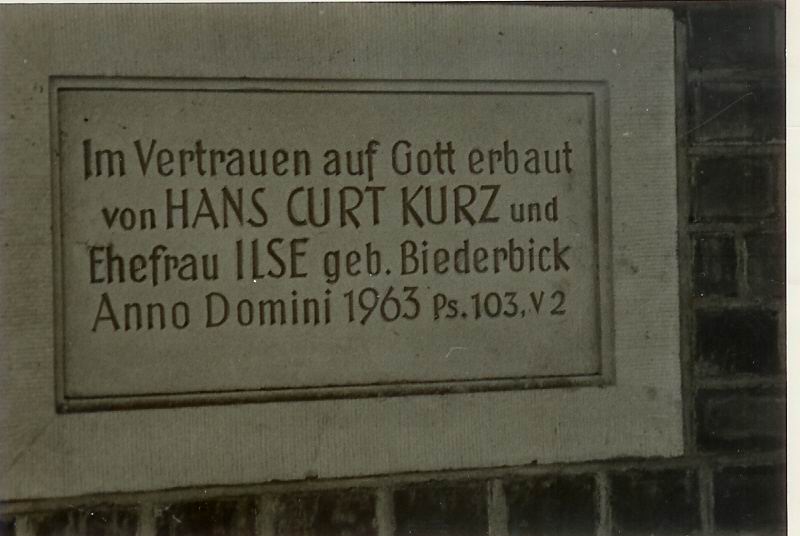 Im Vertrauen auf Gott erbaut
von HANS CURT KURZ und
Ehefrau ILSE geb. Biederbick
Anno Domini 1963 Ps. 103, V 2